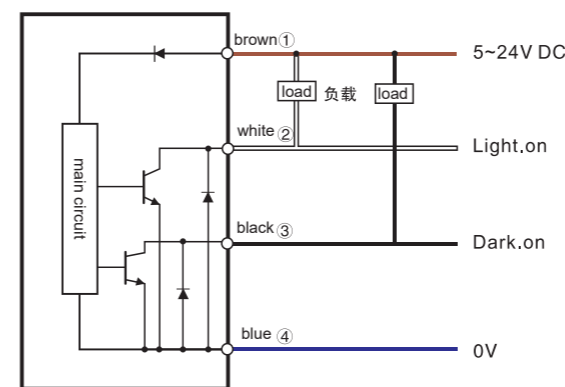 brown① 5~24V DC
load 负载 load
white② Light.on
main circuit
black③ Dark.on
blue④ 0V